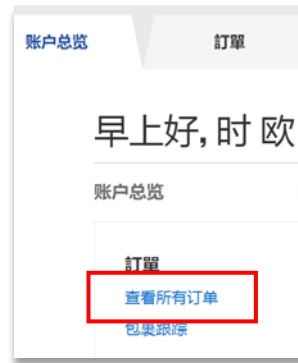 账户总览 訂單
早上好, 时 欧
账户总览
訂單
查看所有订单
包裹跟踪